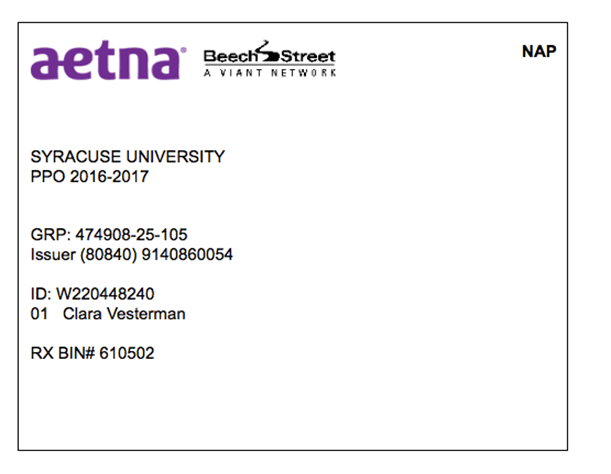 aetna Beech Street NAP
A VIANT NETWORK
SYRACUSE UNIVERSITY
PPO 2016-2017
GRP: 474908-25-105
Issuer (80840) 9140860054
ID: W220448240
01 Clara Vesterman
RX BIN# 610502